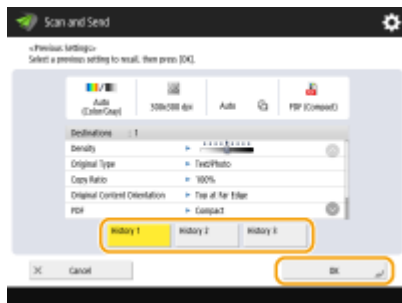 Scan and Send
<Previous Settings>
Select a previous setting to recall, then press [OK].
Auto (Color/Gray)
300x300 dpi
Auto
PDF (Compact)
Destinations : 1
Density
Original Type ► Text/Photo
Copy Ratio ► 100%
Original Content Orientation ► Top at Far Edge
PDF ► Compact
History 1 History 2 History 3
Cancel OK